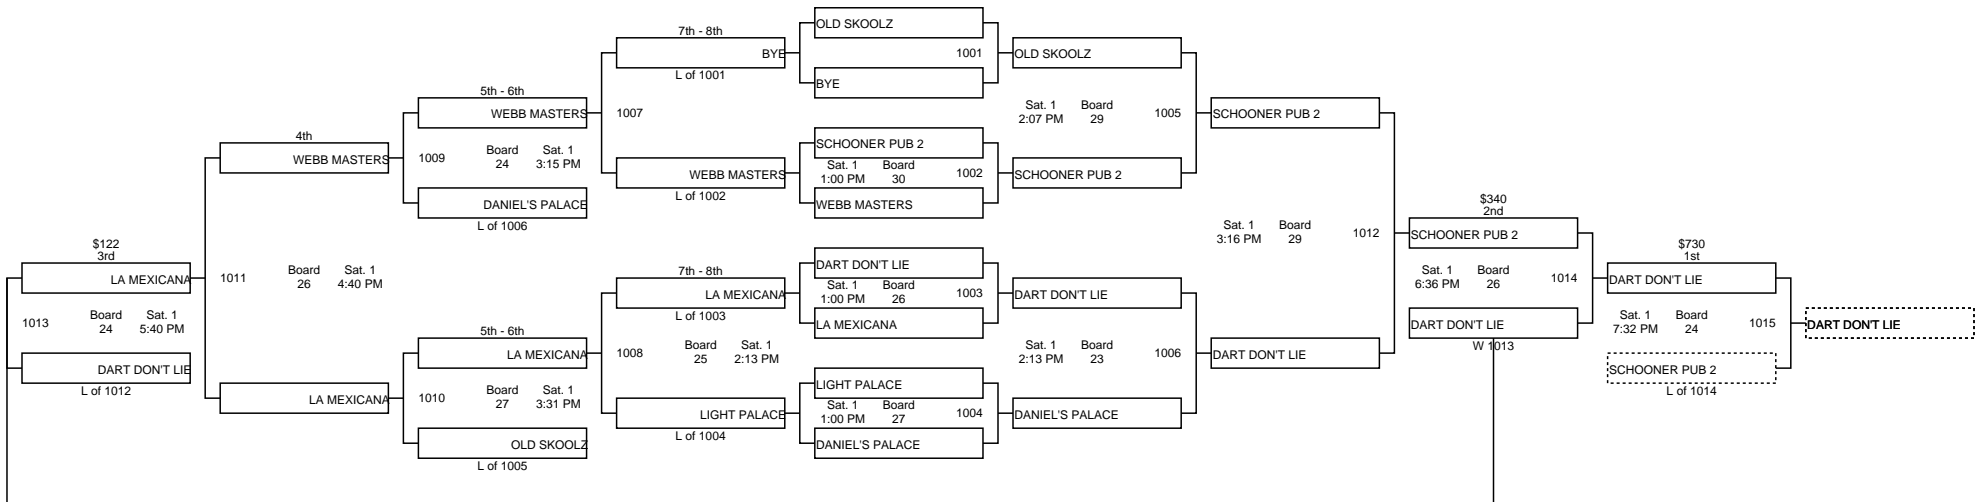 7th - 8th
OLD SKOOLZ
BYE
1001
OLD SKOOLZ
L of 1001
BYE
5th - 6th
WEBB MASTERS
1007
Sat. 1 Board
2:07 PM 29
1005
SCHOONER PUB 2
4th
WEBB MASTERS
1009
Board Sat. 1
24 3:15 PM
SCHOONER PUB 2
WEBB MASTERS
Sat. 1 Board
1:00 PM 30
1002
SCHOONER PUB 2
L of 1002
WEBB MASTERS
DANIEL'S PALACE
L of 1006
Sat. 1 Board
3:16 PM 29
1012
$340
2nd
SCHOONER PUB 2
$122
3rd
LA MEXICANA
1011
Board Sat. 1
26 4:40 PM
7th - 8th
DART DON'T LIE
LA MEXICANA
Sat. 1 Board
1:00 PM 26
1003
DART DON'T LIE
L of 1003
LA MEXICANA
Sat. 1 Board
6:36 PM 26
1014
$730
1st
DART DON'T LIE
1013
Board Sat. 1
24 5:40 PM
DART DON'T LIE
W 1013
Sat. 1 Board
7:32 PM 24
1015
DART DON'T LIE
5th - 6th
LA MEXICANA
1008
Board Sat. 1
25 2:13 PM
Sat. 1 Board
2:13 PM 23
1006
DART DON'T LIE
SCHOONER PUB 2
L of 1014
DART DON'T LIE
L of 1012
LA MEXICANA
1010
Board Sat. 1
27 3:31 PM
LIGHT PALACE
LIGHT PALACE
Sat. 1 Board
1:00 PM 27
1004
DANIEL'S PALACE
L of 1004
DANIEL'S PALACE
OLD SKOOLZ
L of 1005